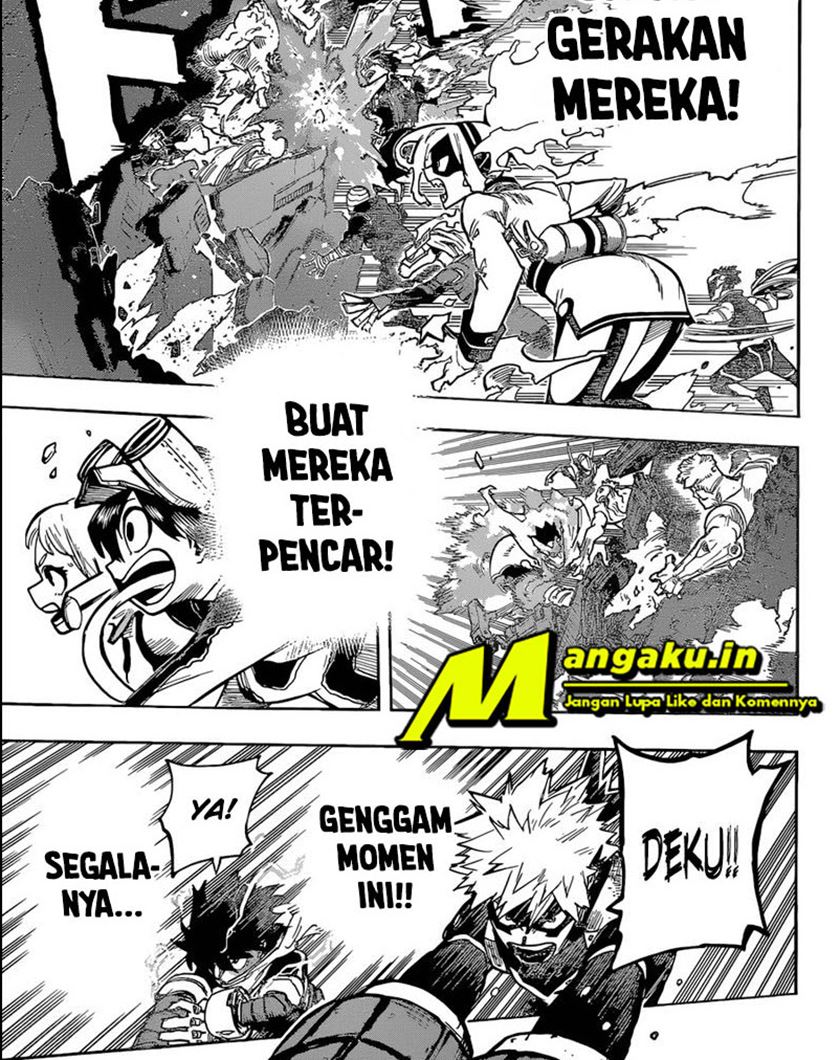 GERAKAN
MEREKA!
BUAT
MEREKA
TER-
PENCAR!
Mangaku.in
Jangan Lupa Like dan Komennya
DEKU!!
GENGGAM
MOMEN
INI!!
YA!
SEGALA-
NYA...